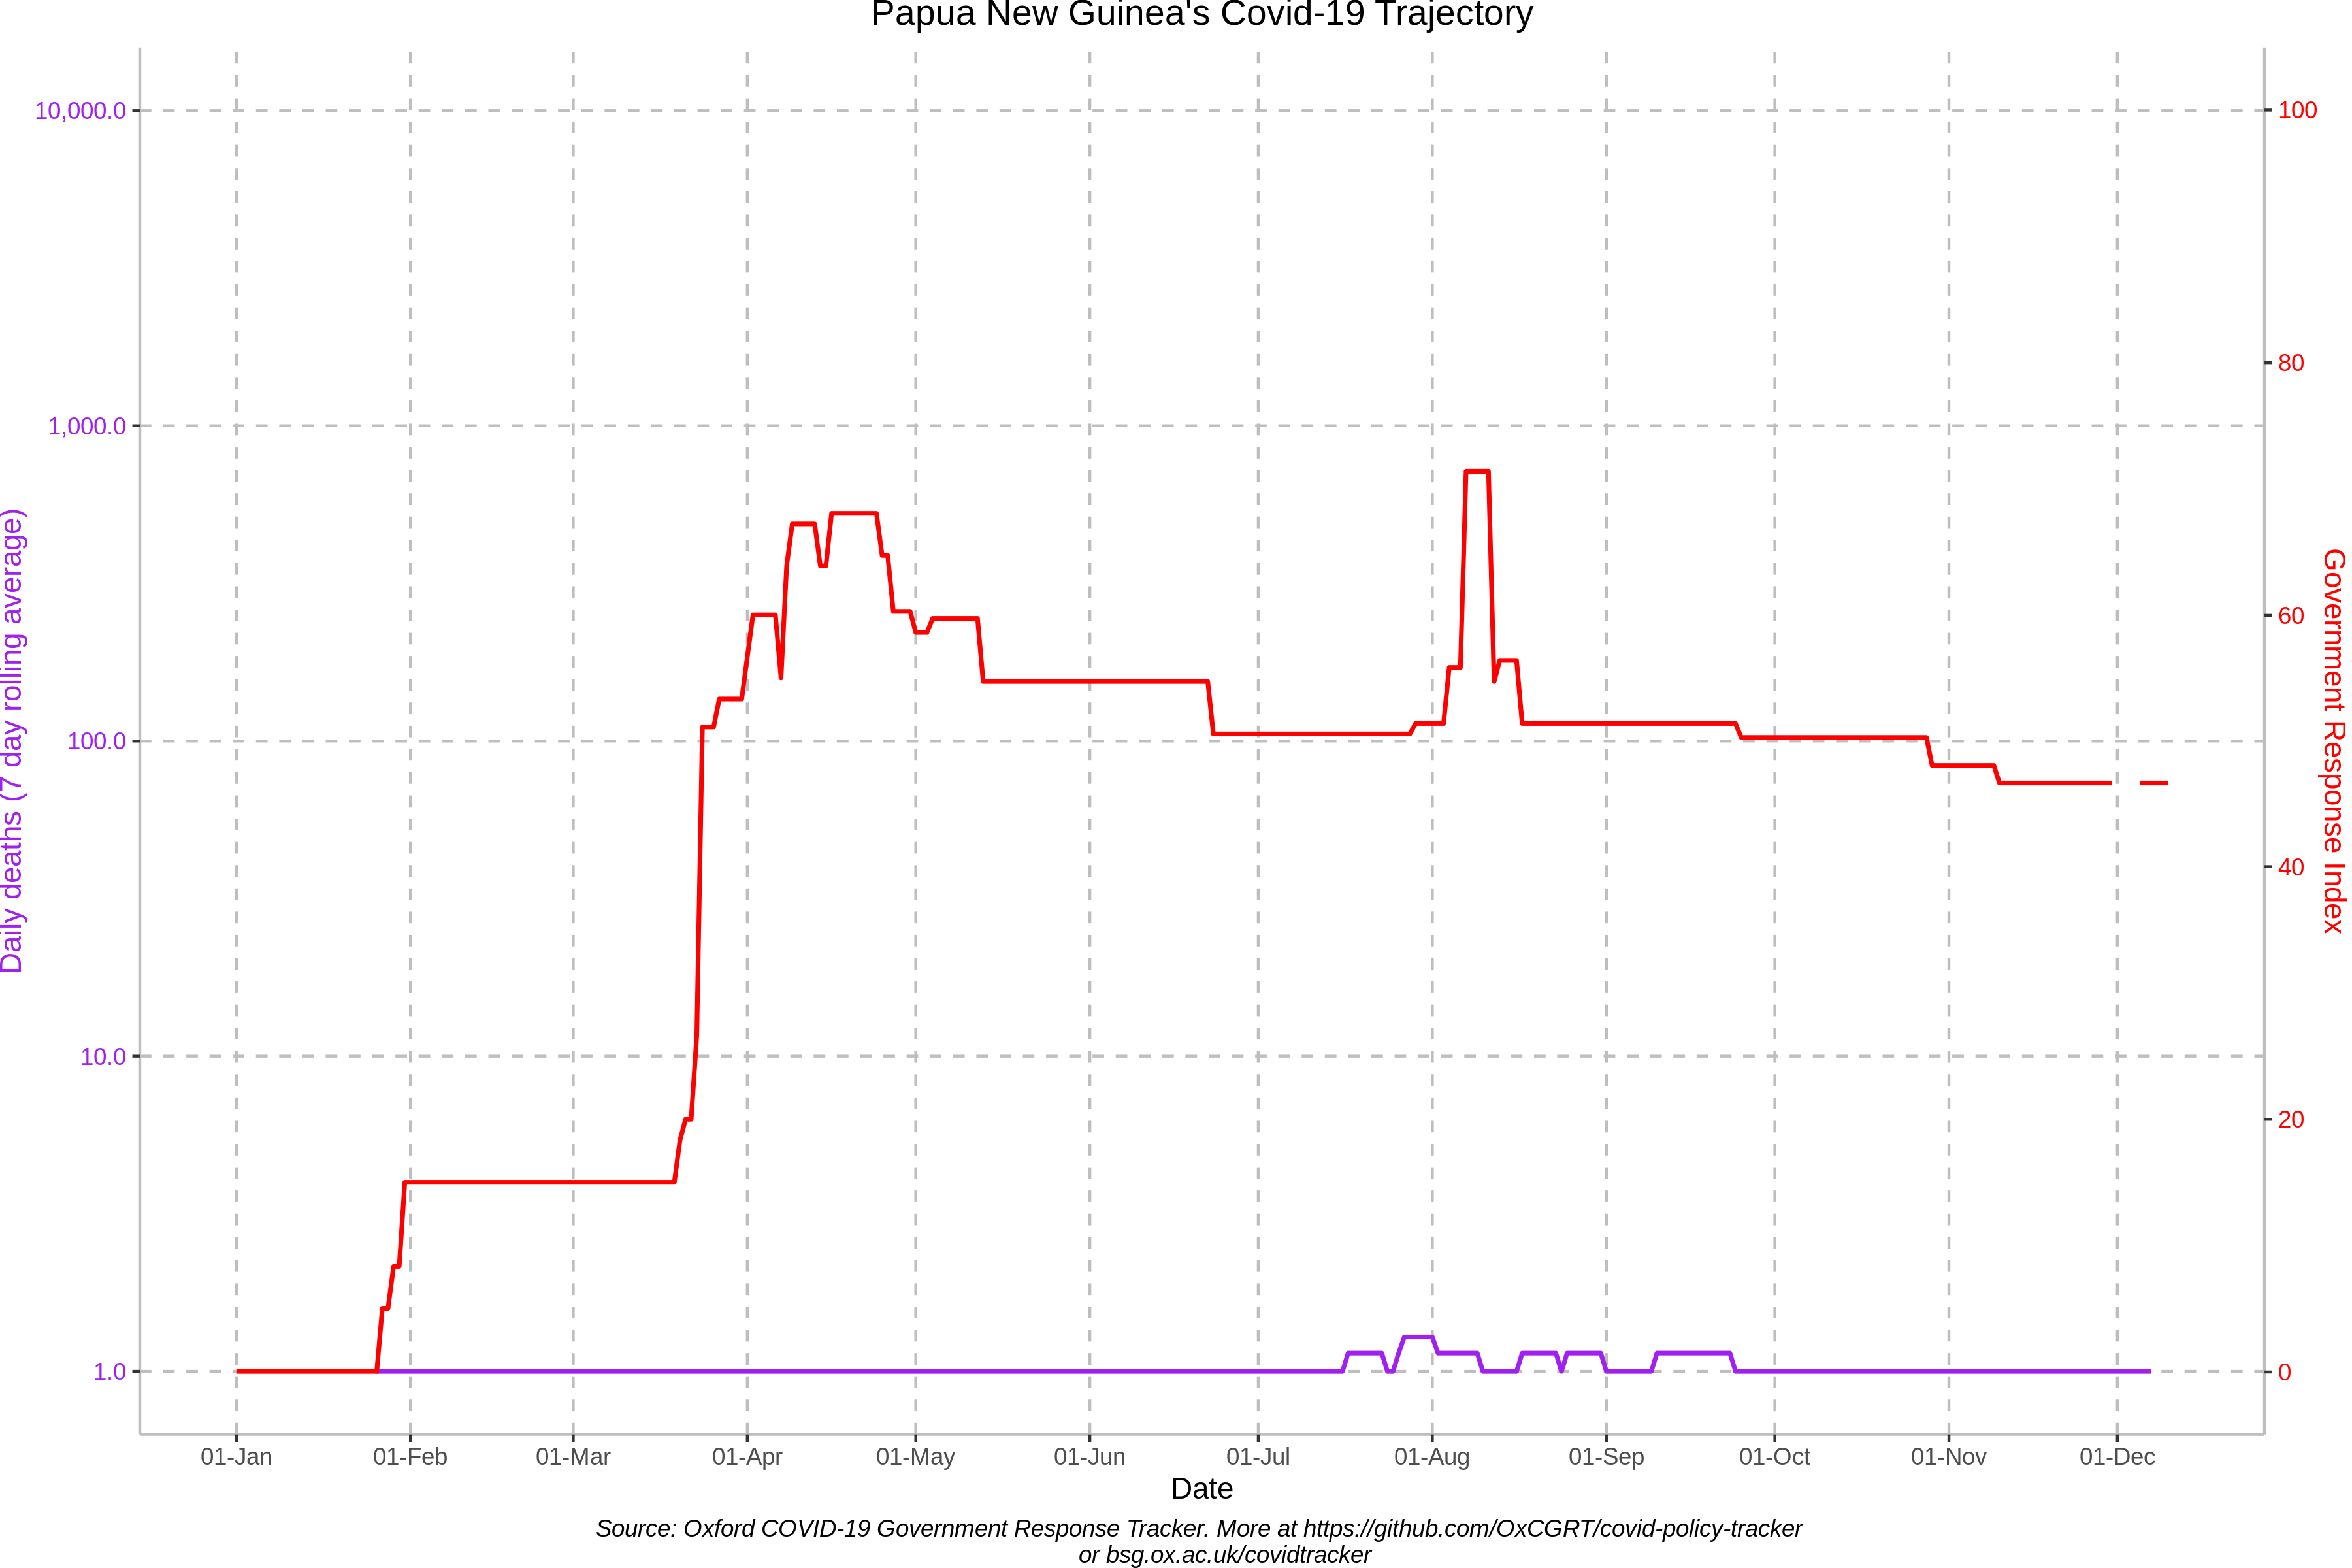 Papua New Guinea's Covid-19 Trajectory
10,000.0
1,000.0
100.0
10.0
1.0
Daily deaths (7 day rolling average)
100
80
60
40
20
0
Government Response Index
01-Jan 01-Feb 01-Mar 01-Apr 01-May 01-Jun 01-Jul 01-Aug 01-Sep 01-Oct 01-Nov 01-Dec
Date
Source: Oxford COVID-19 Government Response Tracker. More at https://github.com/OxCGRT/covid-policy-tracker
or bsg.ox.ac.uk/covidtracker